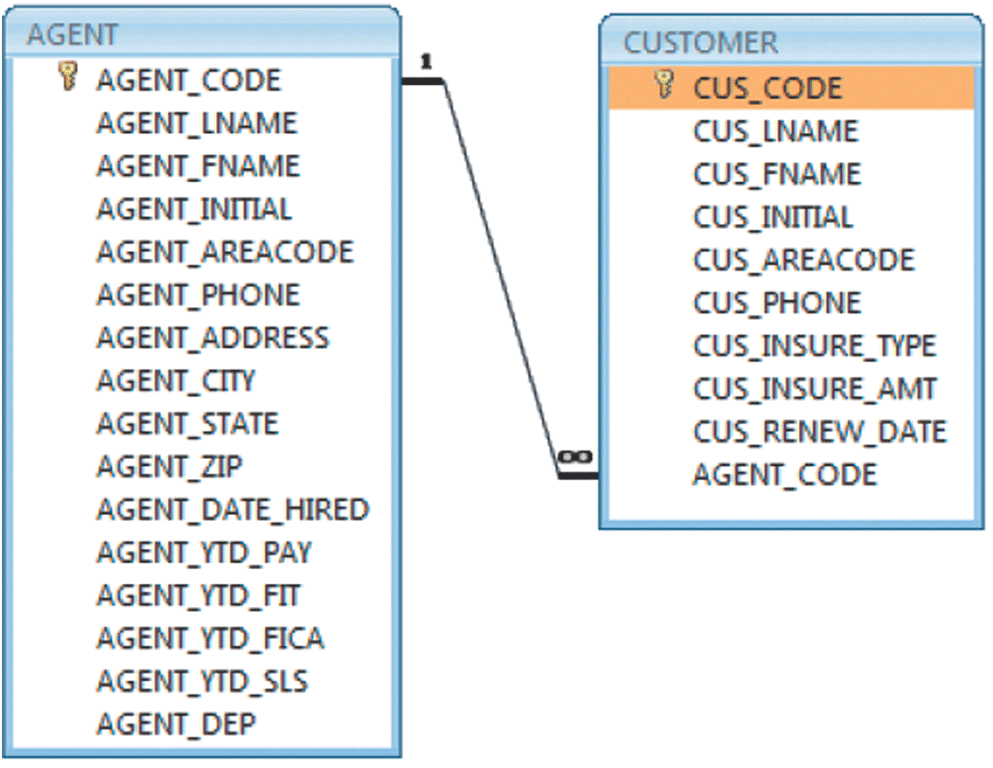 AGENT
AGENT_CODE
AGENT_LNAME
AGENT_FNAME
AGENT_INITIAL
AGENT_AREACODE
AGENT_PHONE
AGENT_ADDRESS
AGENT_CITY
AGENT_STATE
AGENT_ZIP
AGENT_DATE_HIRED
AGENT_YTD_PAY
AGENT_YTD_FIT
AGENT_YTD_FICA
AGENT_YTD_SLS
AGENT_DEP
1
∞
CUSTOMER
CUS_CODE
CUS_LNAME
CUS_FNAME
CUS_INITIAL
CUS_AREACODE
CUS_PHONE
CUS_INSURE_TYPE
CUS_INSURE_AMT
CUS_RENEW_DATE
AGENT_CODE